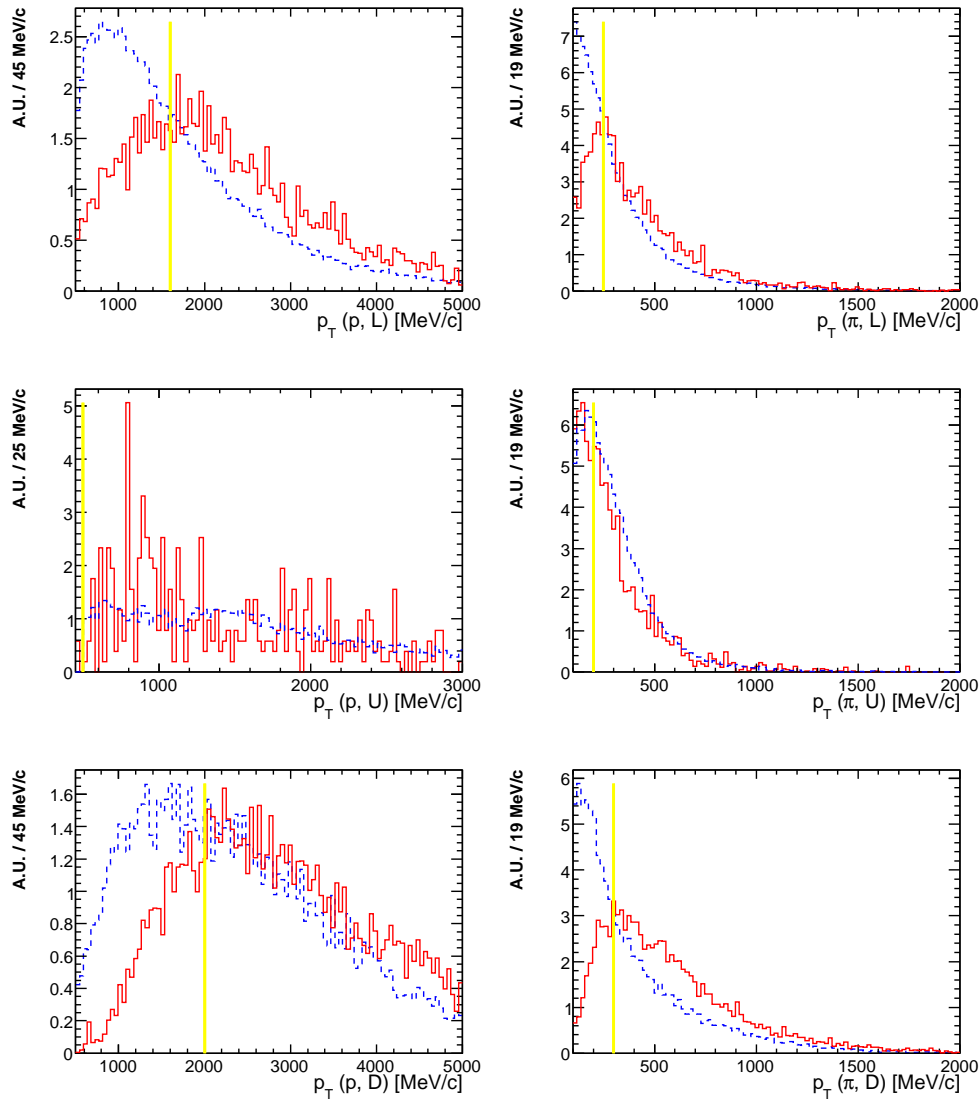 A.U. / 45 MeV/c
2.5
2
1.5
1
0.5
0
1000 2000 3000 4000 5000
p_T (p, L) [MeV/c]
A.U. / 19 MeV/c
7
6
5
4
3
2
1
0
500 1000 1500 2000
p_T (π, L) [MeV/c]
A.U. / 25 MeV/c
5
4
3
2
1
0
1000 2000 3000
p_T (p, U) [MeV/c]
A.U. / 19 MeV/c
6
5
4
3
2
1
0
500 1000 1500 2000
p_T (π, U) [MeV/c]
A.U. / 45 MeV/c
1.6
1.4
1.2
1
0.8
0.6
0.4
0.2
0
1000 2000 3000 4000 5000
p_T (p, D) [MeV/c]
A.U. / 19 MeV/c
6
5
4
3
2
1
0
500 1000 1500 2000
p_T (π, D) [MeV/c]